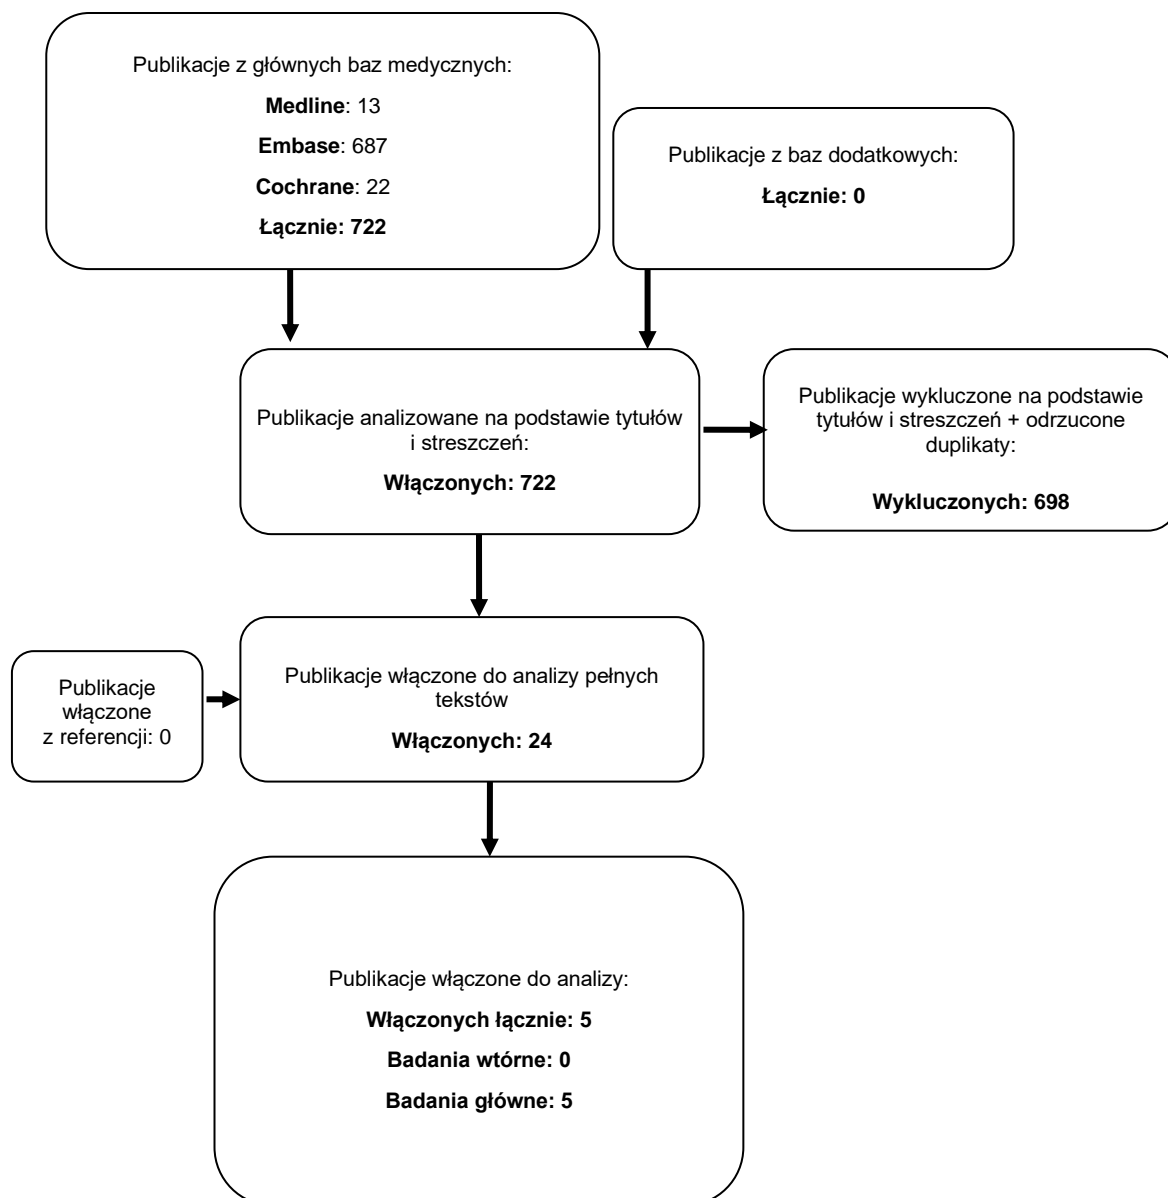 Publikacje z głównych baz medycznych:
Medline: 13
Embase: 687
Cochrane: 22
Łącznie: 722
Publikacje z baz dodatkowych:
Łącznie: 0
Publikacje analizowane na podstawie tytułów
i streszczeń:
Włączonych: 722
Publikacje wykluczone na podstawie
tytułów i streszczeń + odrzucone
duplikaty:
Wykluczonych: 698
Publikacje
włączone
z referencji: 0
Publikacje włączone do analizy pełnych
tekstów
Włączonych: 24
Publikacje włączone do analizy:
Włączonych łącznie: 5
Badania wtórne: 0
Badania główne: 5